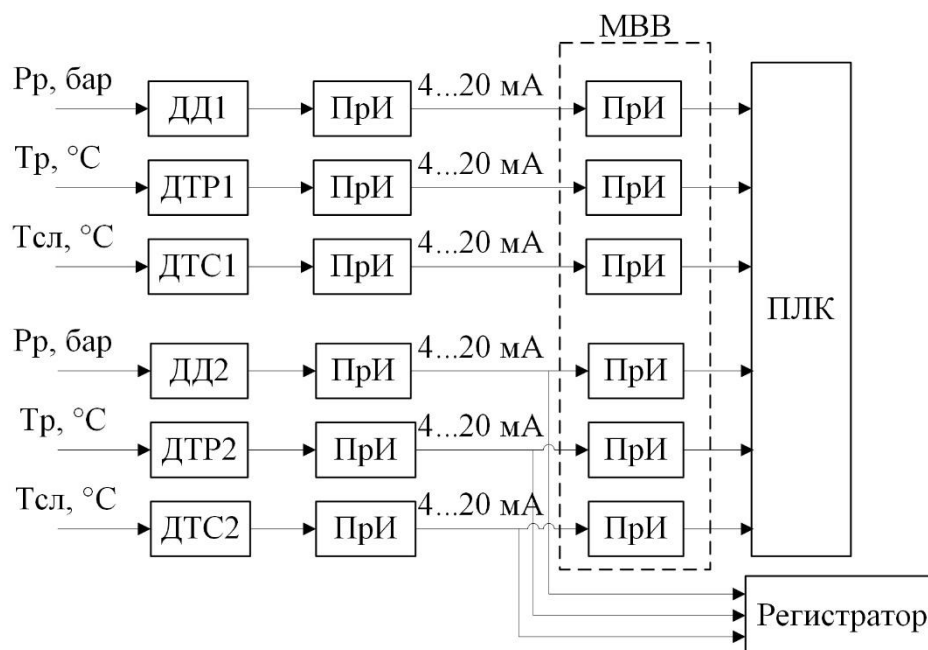 МВВ
Рр, бар
ДД1
ПрИ
4...20 мА
ПрИ
Тр, °С
ДТР1
ПрИ
4...20 мА
ПрИ
Тсл, °С
ДТС1
ПрИ
4...20 мА
ПрИ
ПЛК
Рр, бар
ДД2
ПрИ
4...20 мА
ПрИ
Тр, °С
ДТР2
ПрИ
4...20 мА
ПрИ
Тсл, °С
ДТС2
ПрИ
4...20 мА
ПрИ
Регистратор